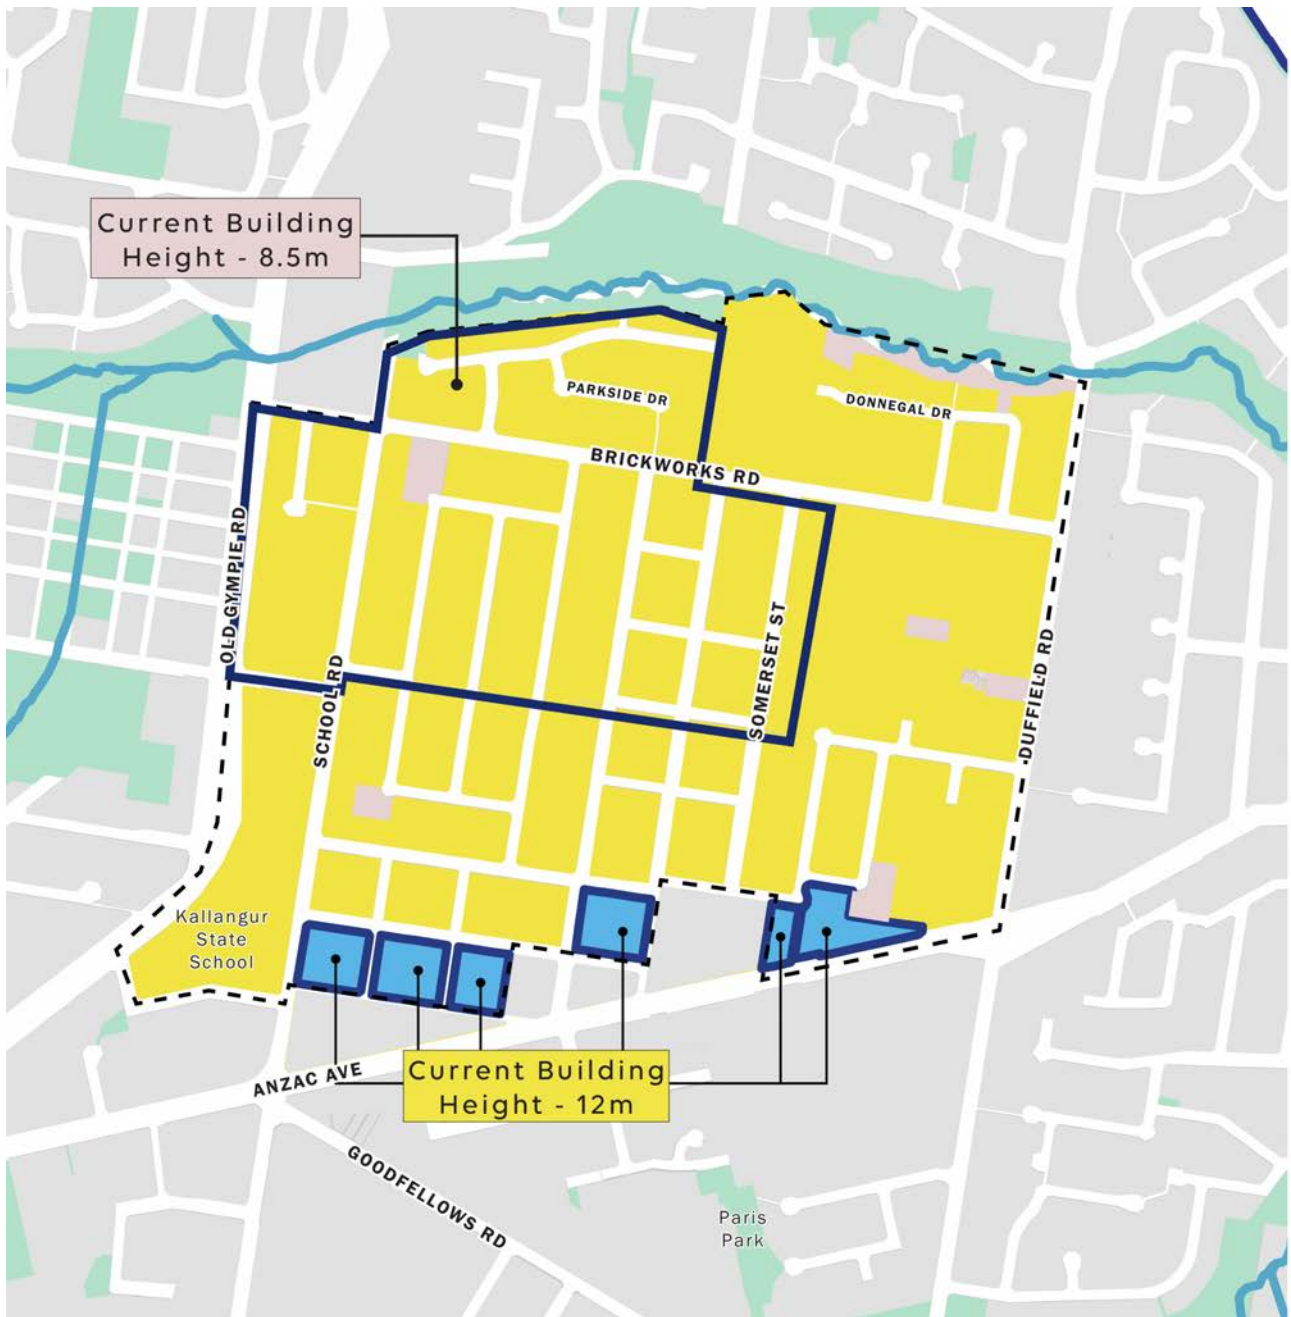 Current Building
Height - 8.5m
PARKSIDE DR
DONNEGAL DR
BRICKWORKS RD
OLD GYMPIE RD
SOMERSET ST
SCHOOL RD
DUFFIELD RD
Kallangur
State
School
Current Building
Height - 12m
ANZAC AVE
GOODFELLOWS RD
Paris
Park